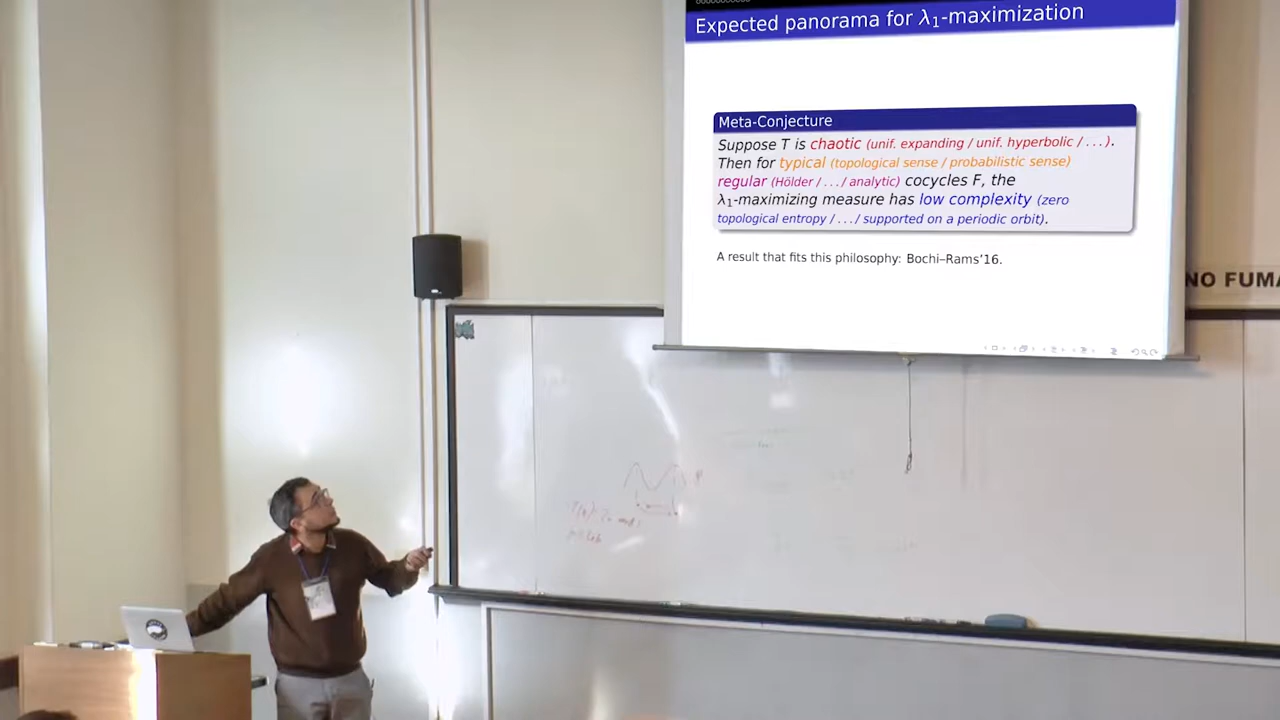 Expected panorama for λ₁-maximization
Meta-Conjecture
Suppose T is chaotic (unif. expanding / unif. hyperbolic / . . . ).
Then for typical (topological sense / probabilistic sense)
regular (Hölder / . . . / analytic) cocycles F, the
λ₁-maximizing measure has low complexity (zero
topological entropy / . . . / supported on a periodic orbit).
A result that fits this philosophy: Bochi–Rams'16.
NO FUMA